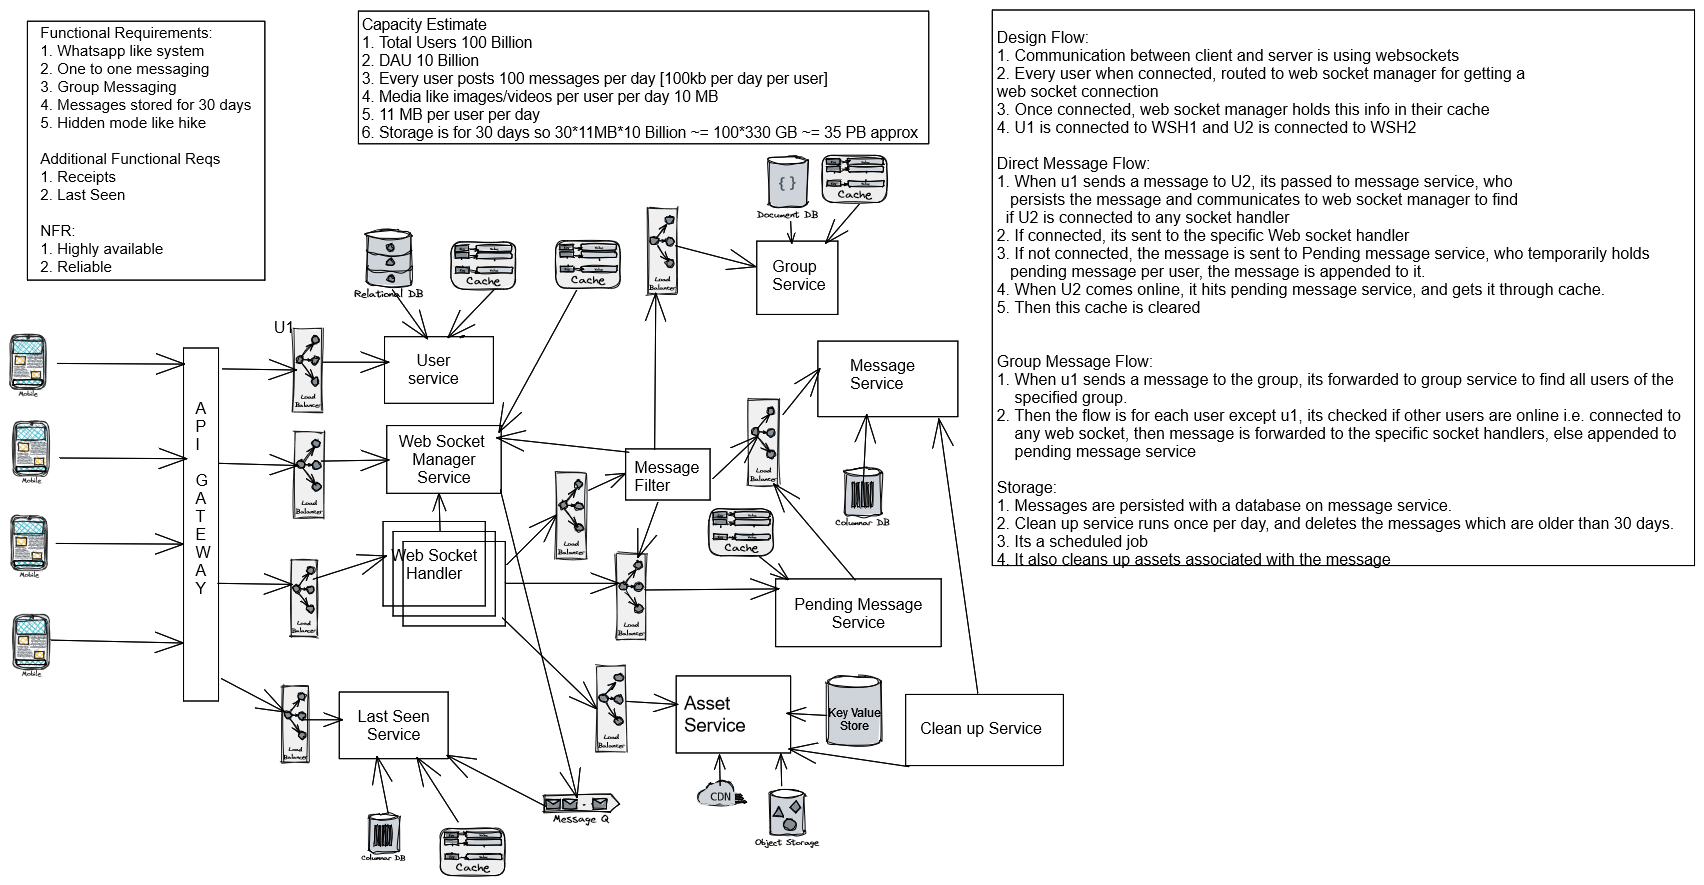 Functional Requirements:
1. Whatsapp like system
2. One to one messaging
3. Group Messaging
4. Messages stored for 30 days
5. Hidden mode like hike
Additional Functional Reqs
1. Receipts
2. Last Seen
NFR:
1. Highly available
2. Reliable
Capacity Estimate
1. Total Users 100 Billion
2. DAU 10 Billion
3. Every user posts 100 messages per day [100kb per day per user]
4. Media like images/videos per user per day 10 MB
5. 11 MB per user per day
6. Storage is for 30 days so 30*11MB*10 Billion ~= 100*330 GB ~= 35 PB approx
Design Flow:
1. Communication between client and server is using websockets
2. Every user when connected, routed to web socket manager for getting a
web socket connection
3. Once connected, web socket manager holds this info in their cache
4. U1 is connected to WSH1 and U2 is connected to WSH2
Direct Message Flow:
1. When u1 sends a message to U2, its passed to message service, who
persists the message and communicates to web socket manager to find
if U2 is connected to any socket handler
2. If connected, its sent to the specific Web socket handler
3. If not connected, the message is sent to Pending message service, who temporarily holds
pending message per user, the message is appended to it.
4. When U2 comes online, it hits pending message service, and gets it through cache.
5. Then this cache is cleared
Group Message Flow:
1. When u1 sends a message to the group, its forwarded to group service to find all users of the
specified group.
2. Then the flow is for each user except u1, its checked if other users are online i.e. connected to
any web socket, then message is forwarded to the specific socket handlers, else appended to
pending message service
Storage:
1. Messages are persisted with a database on message service.
2. Clean up service runs once per day, and deletes the messages which are older than 30 days.
3. Its a scheduled job
4. It also cleans up assets associated with the message
{ }
Document DB
Cache
Load
Balancer
Group
Service
Relational DB
Cache
Cache
U1
Load
Balancer
User
service
Mobile
Mobile
Mobile
Mobile
API GATEWAY
Load
Balancer
Web Socket
Manager
Service
Load
Balancer
Web Socket
Handler
Load
Balancer
Message
Filter
Load
Balancer
Message
Service
Columnar DB
Cache
Load
Balancer
Pending Message
Service
Load
Balancer
Last Seen
Service
Columnar DB
Cache
Message Q
Load
Balancer
Asset
Service
Key Value
Store
CDN
Object Storage
Clean up Service